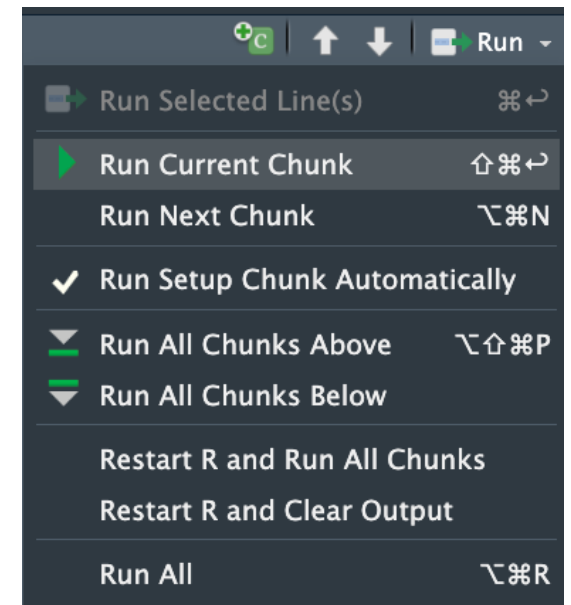 C Run
Run Selected Line(s) ⌘↩
Run Current Chunk ⇧⌘↩
Run Next Chunk ⌥⌘N
Run Setup Chunk Automatically
Run All Chunks Above ⌥⇧⌘P
Run All Chunks Below
Restart R and Run All Chunks
Restart R and Clear Output
Run All ⌥⌘R